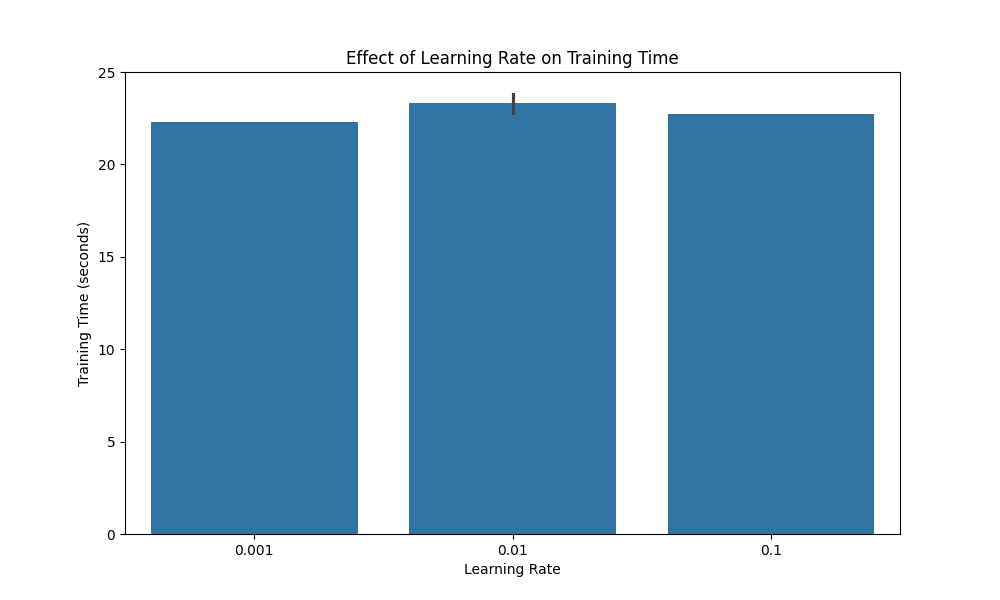 Effect of Learning Rate on Training Time
25
20
15
10
5
0
Training Time (seconds)
0.001 0.01 0.1
Learning Rate